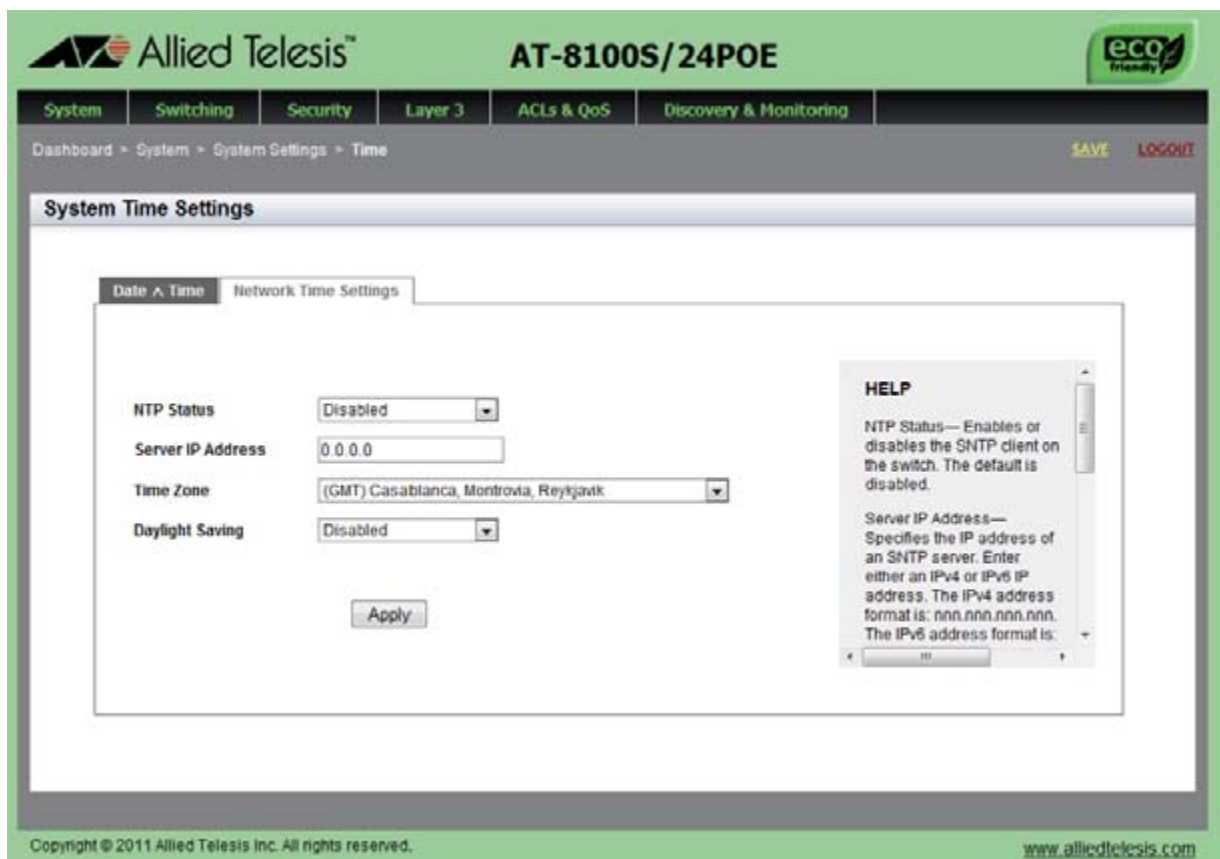 Allied Telesis™
AT-8100S/24POE
eco
friendly
System
Switching
Security
Layer 3
ACLs & QoS
Discovery & Monitoring
Dashboard > System > System Settings > Time
SAVE
LOGOUT
System Time Settings
Date ∧ Time
Network Time Settings
NTP Status
Disabled
Server IP Address
0.0.0.0
Time Zone
(GMT) Casablanca, Montrovia, Reykjavik
Daylight Saving
Disabled
Apply
HELP
NTP Status— Enables or
disables the SNTP client on
the switch. The default is
disabled.
Server IP Address—
Specifies the IP address of
an SNTP server. Enter
either an IPv4 or IPv6 IP
address. The IPv4 address
format is: nnn.nnn.nnn.nnn.
The IPv6 address format is:
Copyright © 2011 Allied Telesis Inc. All rights reserved.
www.alliedtelesis.com